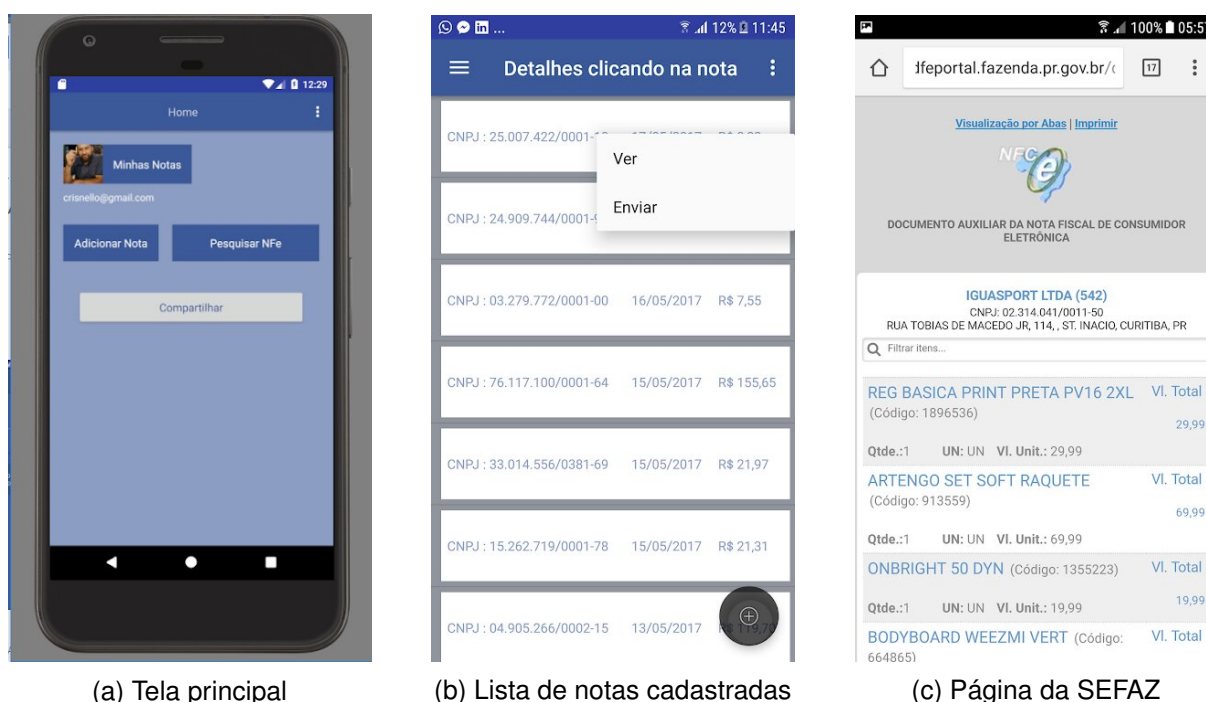 12:29
Home
Minhas Notas
crisnello@gmail.com
Adicionar Nota Pesquisar NFe
Compartilhar
(a) Tela principal
in ... 12% 11:45
Detalhes clicando na nota
CNPJ : 25.007.422/0001-
Ver
Enviar
CNPJ : 24.909.744/0001-
CNPJ : 03.279.772/0001-00 16/05/2017 R$ 7,55
CNPJ : 76.117.100/0001-64 15/05/2017 R$ 155,65
CNPJ : 33.014.556/0381-69 15/05/2017 R$ 21,97
CNPJ : 15.262.719/0001-78 15/05/2017 R$ 21,31
CNPJ : 04.905.266/0002-15 13/05/2017 R$ 119,70
(b) Lista de notas cadastradas
100% 05:57
dfeportal.fazenda.pr.gov.br/ 17
Visualização por Abas | Imprimir
NFC e
DOCUMENTO AUXILIAR DA NOTA FISCAL DE CONSUMIDOR
ELETRÔNICA
IGUASPORT LTDA (542)
CNPJ: 02.314.041/0011-50
RUA TOBIAS DE MACEDO JR, 114, , ST. INACIO, CURITIBA, PR
Filtrar itens...
REG BASICA PRINT PRETA PV16 2XL Vl. Total
(Código: 1896536)
29,99
Qtde.:1 UN: UN Vl. Unit.: 29,99
ARTENGO SET SOFT RAQUETE Vl. Total
(Código: 913559)
69,99
Qtde.:1 UN: UN Vl. Unit.: 69,99
ONBRIGHT 50 DYN (Código: 1355223) Vl. Total
19,99
Qtde.:1 UN: UN Vl. Unit.: 19,99
BODYBOARD WEEZMI VERT (Código: Vl. Total
664865)
(c) Página da SEFAZ